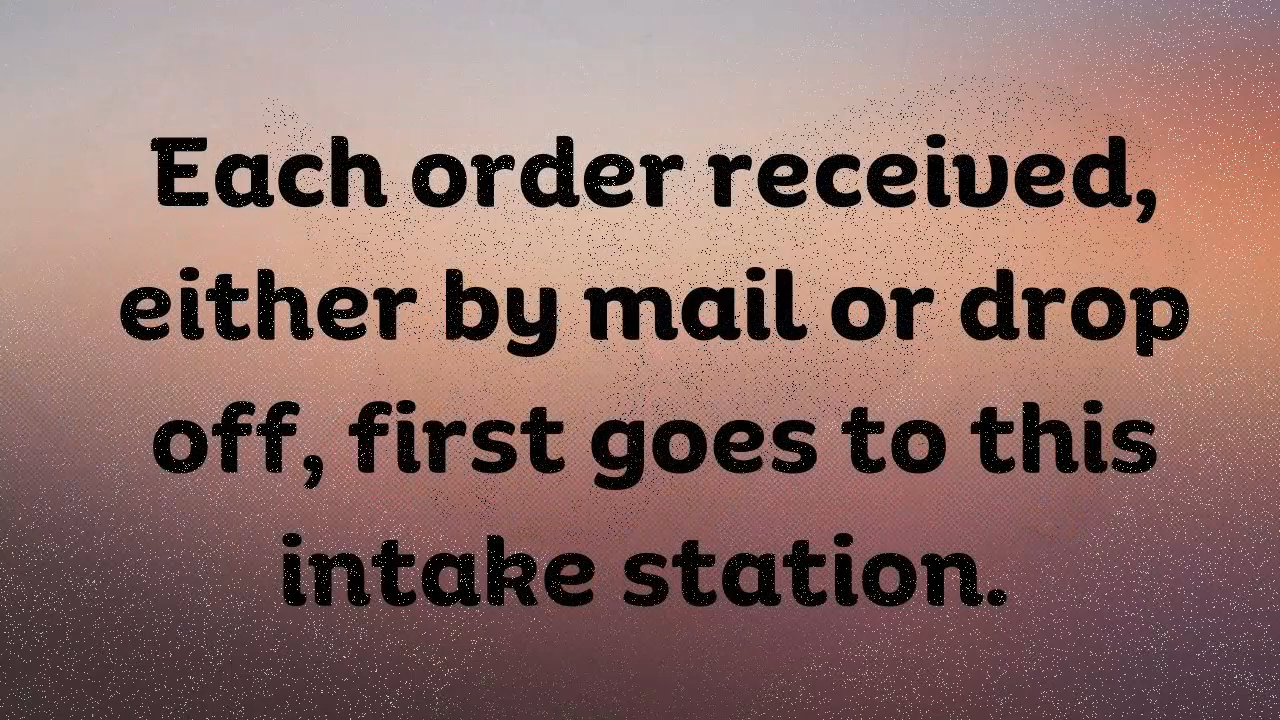 Each order received,
either by mail or drop
off, first goes to this
intake station.